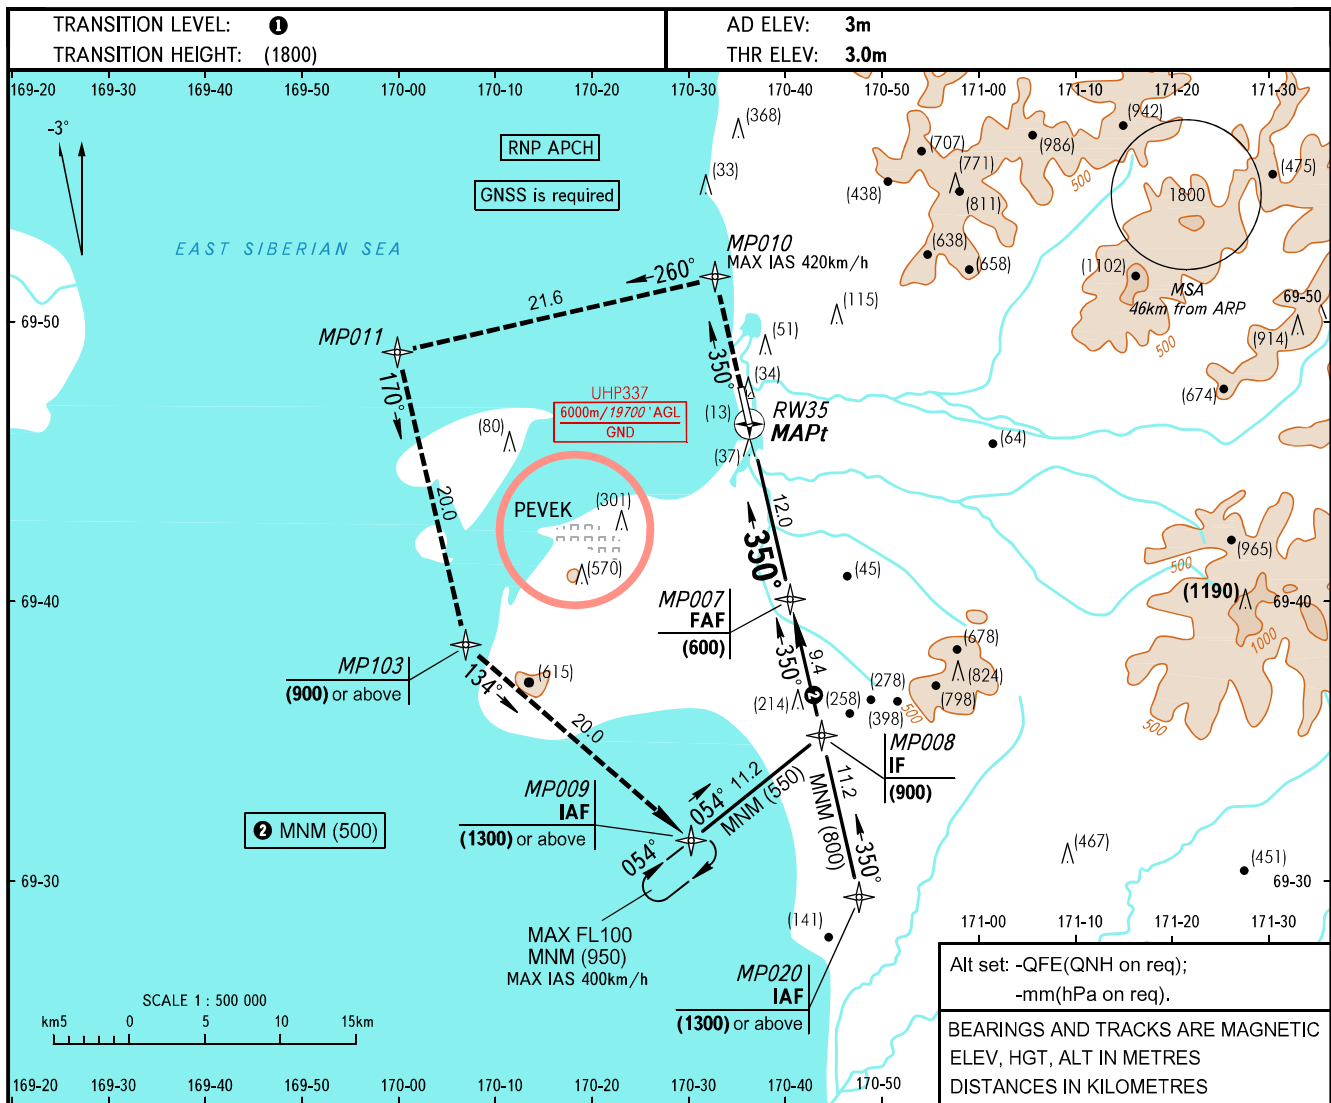 TRANSITION LEVEL: ❶
TRANSITION HEIGHT: (1800)
AD ELEV: 3m
THR ELEV: 3.0m
169-20 169-30 169-40 169-50 170-00 170-10 170-20 170-30 170-40 170-50 171-00 171-10 171-20 171-30
-3°
RNP APCH
GNSS is required
EAST SIBERIAN SEA
(368)
(33)
(707)
(771)
(811)
(438)
(638)
(658)
(986)
(942)
(475)
1800
(1102)
MSA
46km from ARP
69-50
69-50
(914)
(674)
MP010
MAX IAS 420km/h
260°
21.6
MP011
350°
(115)
(51)
(34)
(13)
RW35
MAPt
(37)
(64)
UHP337
6000m/19700'AGL
GND
170°
(80)
20.0
PEVEK
(301)
(570)
12.0
350°
(45)
(965)
500
(1190)
69-40
69-40
1000
500
MP007
FAF
(600)
350°
9.4
(678)
(824)
(798)
500
(278)
(258)
(398)
(214)
❷
MP103
(900) or above
134°
(615)
20.0
MP008
IF
(900)
MP009
IAF
(1300) or above
054°
11.2
MNM (550)
11.2
MNM (800)
350°
❷ MNM (500)
054°
(467)
(451)
69-30
69-30
MAX FL100
MNM (950)
MAX IAS 400km/h
(141)
MP020
IAF
(1300) or above
171-00 171-10 171-20 171-30
500
500
SCALE 1 : 500 000
km5 0 5 10 15km
Alt set: -QFE(QNH on req);
-mm(hPa on req).
BEARINGS AND TRACKS ARE MAGNETIC
ELEV, HGT, ALT IN METRES
DISTANCES IN KILOMETRES
169-20 169-30 169-40 169-50 170-00 170-10 170-20 170-30 170-40 170-50